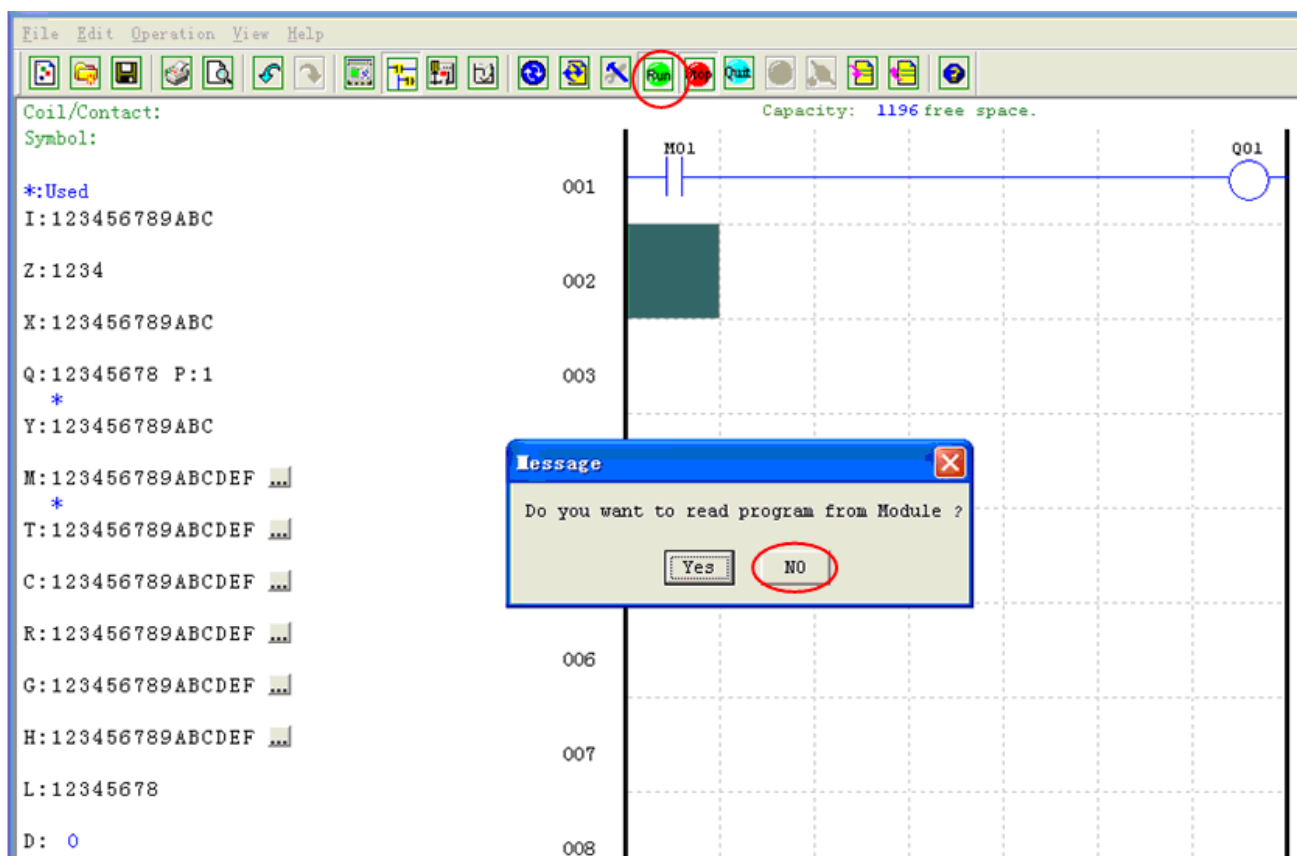 File Edit Operation View Help
Run Stop Quit
Coil/Contact:
Capacity: 1196 free space.
Symbol:
M01
Q01
*:Used
001
I:123456789ABC
Z:1234
002
X:123456789ABC
Q:12345678 P:1
003
*
Y:123456789ABC
Message
M:123456789ABCDEF ...
*
Do you want to read program from Module ?
T:123456789ABCDEF ...
Yes NO
C:123456789ABCDEF ...
R:123456789ABCDEF ...
006
G:123456789ABCDEF ...
H:123456789ABCDEF ...
007
L:12345678
D: 0
008